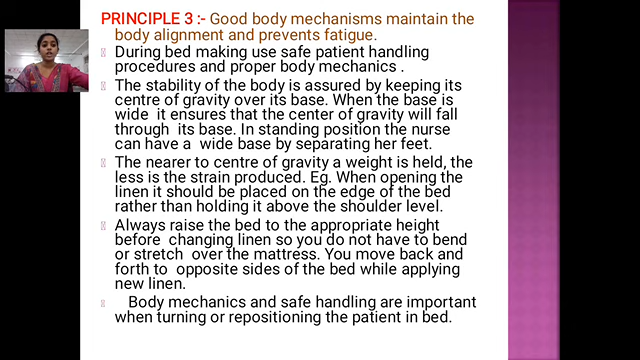 PRINCIPLE 3 :- Good body mechanisms maintain the
body alignment and prevents fatigue.
During bed making use safe patient handling
procedures and proper body mechanics .
The stability of the body is assured by keeping its
centre of gravity over its base. When the base is
wide it ensures that the center of gravity will fall
through its base. In standing position the nurse
can have a wide base by separating her feet.
The nearer to centre of gravity a weight is held, the
less is the strain produced. Eg. When opening the
linen it should be placed on the edge of the bed
rather than holding it above the shoulder level.
Always raise the bed to the appropriate height
before changing linen so you do not have to bend
or stretch over the mattress. You move back and
forth to opposite sides of the bed while applying
new linen.
Body mechanics and safe handling are important
when turning or repositioning the patient in bed.